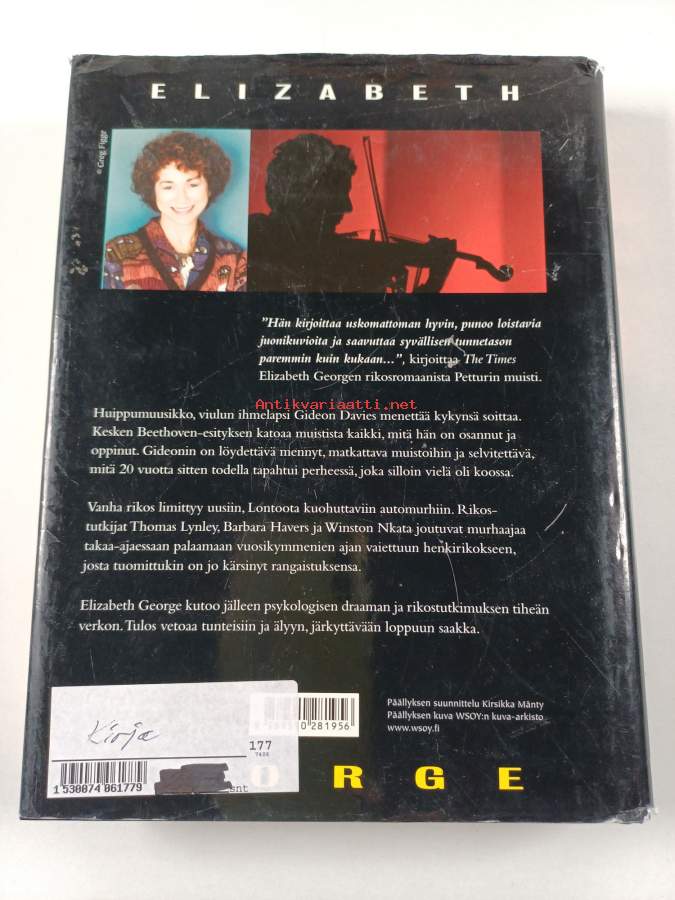 ELIZABETH
© Greg Figge
"Hän kirjoittaa uskomattoman hyvin, punoo loistavia
juonikuvioita ja saavuttaa syvällisen tunnetason
paremmin kuin kukaan…", kirjoittaa The Times
Elizabeth Georgen rikosromaanista Petturin muisti.
Antikvariaatti.net
Huippumuusikko, viulun ihmelapsi Gideon Davies menettää kykynsä soittaa.
Kesken Beethoven-esityksen katoaa muistista kaikki, mitä hän on osannut ja
oppinut. Gideonin on löydettävä mennyt, matkattava muistoihin ja selvitettävä,
mitä 20 vuotta sitten todella tapahtui perheessä, joka silloin vielä oli koossa.
Vanha rikos limittyy uusiin, Lontoota kuohuttaviin automurhiin. Rikos-
tutkijat Thomas Lynley, Barbara Havers ja Winston Nkata joutuvat murhaajaa
takaa-ajaessaan palaamaan vuosikymmenien ajan vaiettuun henkirikokseen,
josta tuomittukin on jo kärsinyt rangaistuksensa.
Elizabeth George kutoo jälleen psykologisen draaman ja rikostutkimuksen tiheän
verkon. Tulos vetoaa tunteisiin ja älyyn, järkyttävään loppuun saakka.
Päällyksen suunnittelu Kirsikka Mänty
Päällyksen kuva WSOY:n kuva-arkisto
www.wsoy.fi
0281956
Kirja
177
1530074061779
snt
ORGE